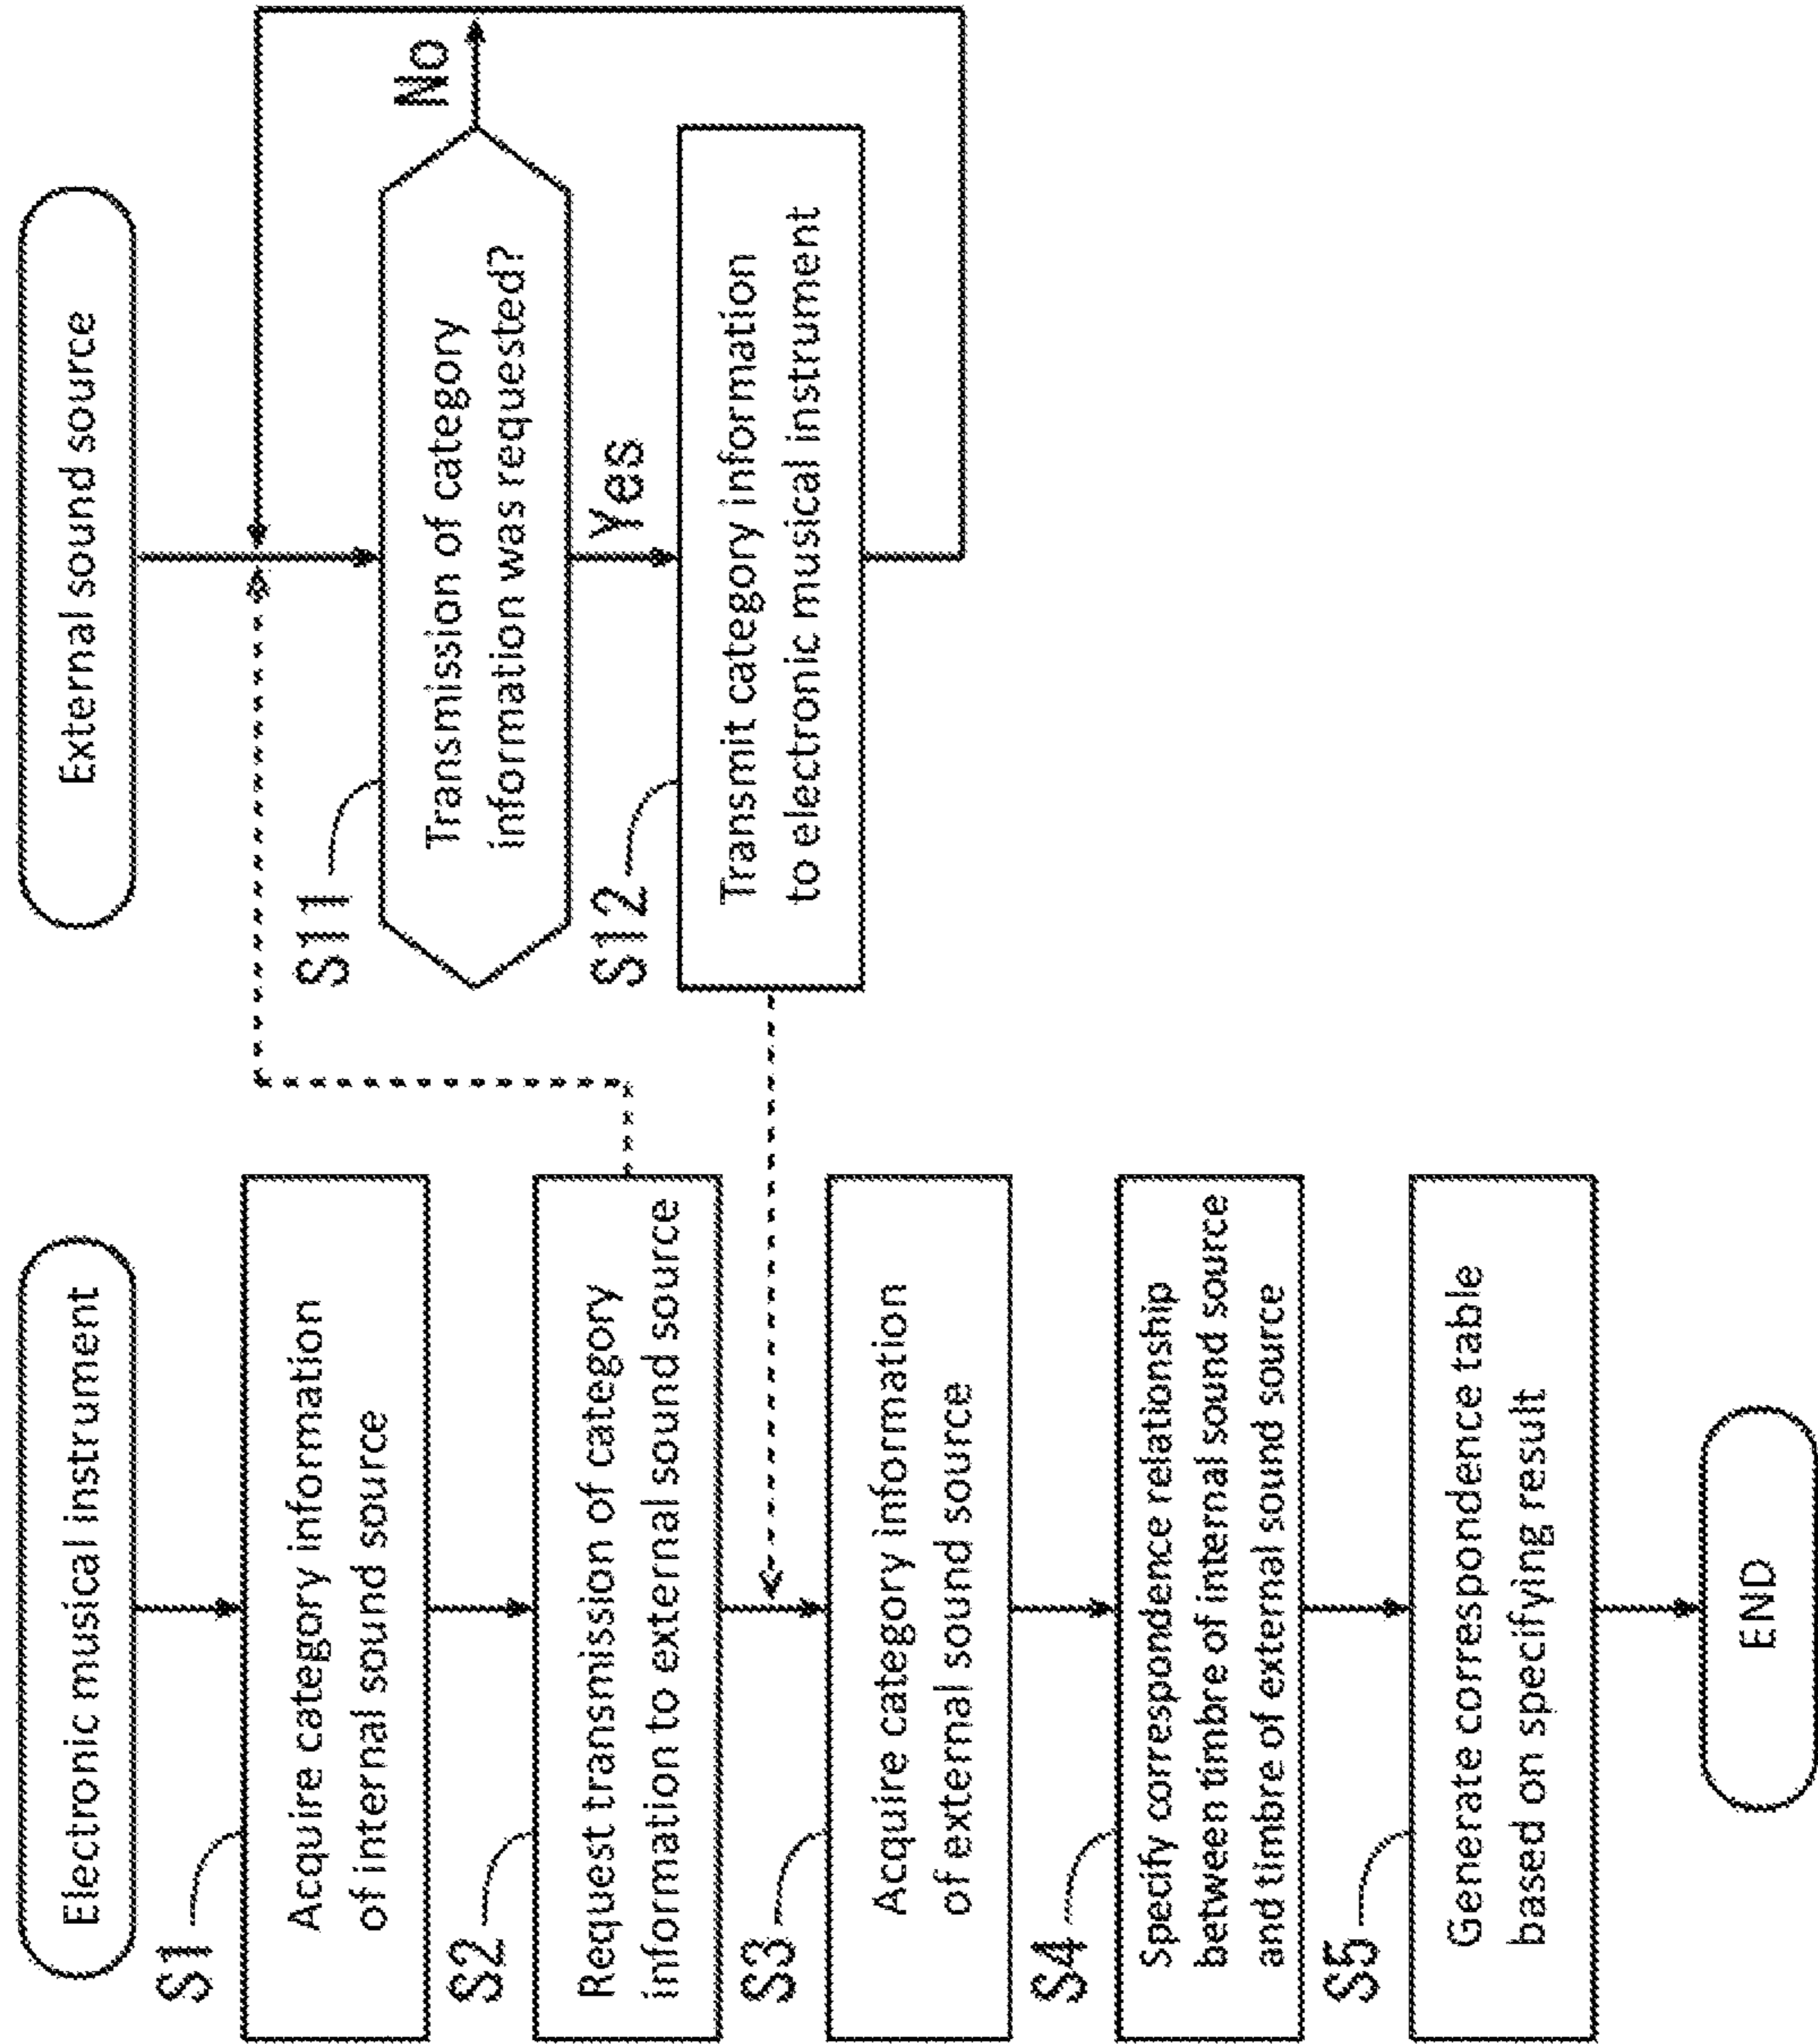 Electronic musical instrument
S1
Acquire category information
of internal sound source
S2
Request transmission of category
information to external sound source
S3
Acquire category information
of external sound source
S4
Specify correspondence relationship
between timbre of internal sound source
and timbre of external sound source
S5
Generate correspondence table
based on specifying result
END
External sound source
S11
Transmission of category
information was requested?
No
Yes
S12
Transmit category information
to electronic musical instrument